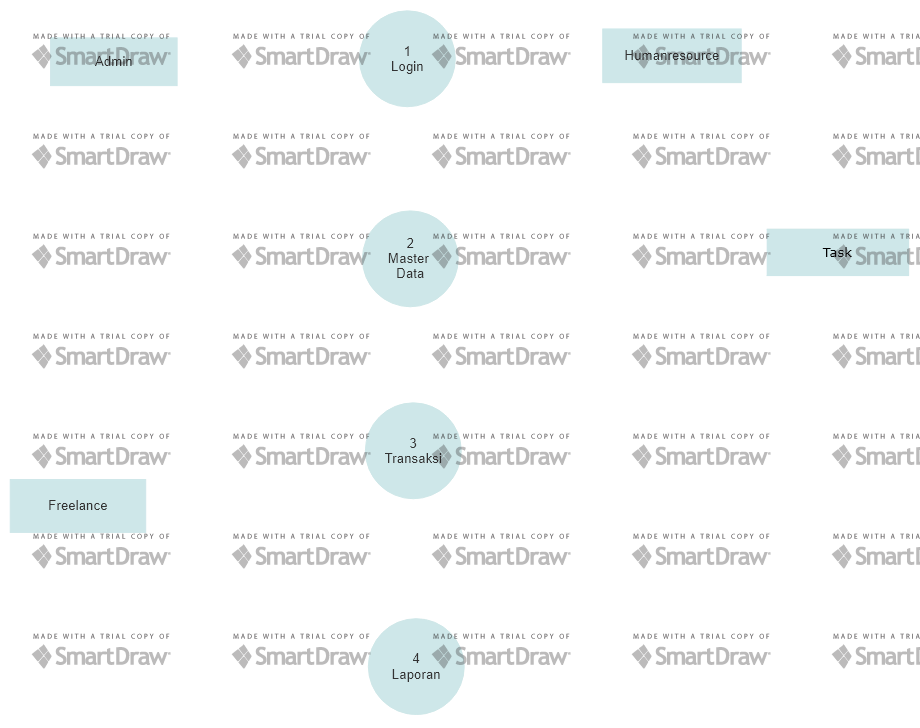 MADE WITH A TRIAL COPY OF MADE WITH A TRIAL COPY OF MADE WITH A TRIAL COPY OF MADE WITH A TRIAL COPY OF MADE WITH A TRIA
SmartDraw SmartDraw SmartDraw SmartDraw SmartD
Admin
1
Login
Humanresource
MADE WITH A TRIAL COPY OF MADE WITH A TRIAL COPY OF MADE WITH A TRIAL COPY OF MADE WITH A TRIAL COPY OF MADE WITH A TRIA
SmartDraw SmartDraw SmartDraw SmartDraw SmartD
MADE WITH A TRIAL COPY OF MADE WITH A TRIAL COPY OF MADE WITH A TRIAL COPY OF MADE WITH A TRIAL COPY OF MADE WITH A TRIA
SmartDraw SmartDraw SmartDraw SmartDraw SmartD
2
Master
Data
Task
MADE WITH A TRIAL COPY OF MADE WITH A TRIAL COPY OF MADE WITH A TRIAL COPY OF MADE WITH A TRIAL COPY OF MADE WITH A TRIA
SmartDraw SmartDraw SmartDraw SmartDraw SmartD
MADE WITH A TRIAL COPY OF MADE WITH A TRIAL COPY OF MADE WITH A TRIAL COPY OF MADE WITH A TRIAL COPY OF MADE WITH A TRIA
SmartDraw SmartDraw SmartDraw SmartDraw SmartD
3
Transaksi
Freelance
MADE WITH A TRIAL COPY OF MADE WITH A TRIAL COPY OF MADE WITH A TRIAL COPY OF MADE WITH A TRIAL COPY OF MADE WITH A TRIA
SmartDraw SmartDraw SmartDraw SmartDraw SmartD
MADE WITH A TRIAL COPY OF MADE WITH A TRIAL COPY OF MADE WITH A TRIAL COPY OF MADE WITH A TRIAL COPY OF MADE WITH A TRIA
SmartDraw SmartDraw SmartDraw SmartDraw SmartD
4
Laporan